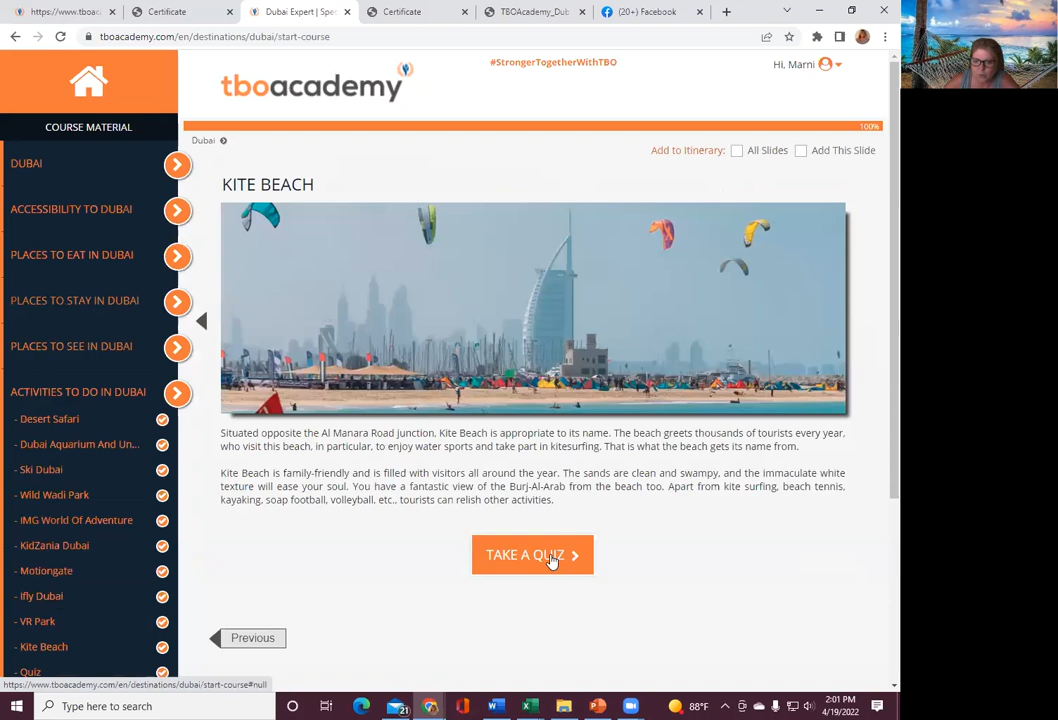 https://www.tboac
Certificate
Dubai Expert | Spe
Certificate
TBOAcademy_Dub
(20+) Facebook
tboacademy.com/en/destinations/dubai/start-course
tboacademy
#StrongerTogetherWithTBO
Hi, Marni
COURSE MATERIAL
100%
Dubai
Add to Itinerary: All Slides Add This Slide
DUBAI
ACCESSIBILITY TO DUBAI
PLACES TO EAT IN DUBAI
PLACES TO STAY IN DUBAI
PLACES TO SEE IN DUBAI
ACTIVITIES TO DO IN DUBAI
- Desert Safari
- Dubai Aquarium And Un...
- Ski Dubai
- Wild Wadi Park
- IMG World Of Adventure
- KidZania Dubai
- Motiongate
- Ifly Dubai
- VR Park
- Kite Beach
- Quiz
KITE BEACH
Situated opposite the Al Manara Road junction, Kite Beach is appropriate to its name. The beach greets thousands of tourists every year,
who visit this beach, in particular, to enjoy water sports and take part in kitesurfing. That is what the beach gets its name from.
Kite Beach is family-friendly and is filled with visitors all around the year. The sands are clean and swampy, and the immaculate white
texture will ease your soul. You have a fantastic view of the Burj-Al-Arab from the beach too. Apart from kite surfing, beach tennis,
kayaking, soap football, volleyball, etc., tourists can relish other activities.
TAKE A QUIZ
Previous
https://www.tboacademy.com/en/destinations/dubai/start-course#null
Type here to search
21
88°F
2:01 PM
4/19/2022